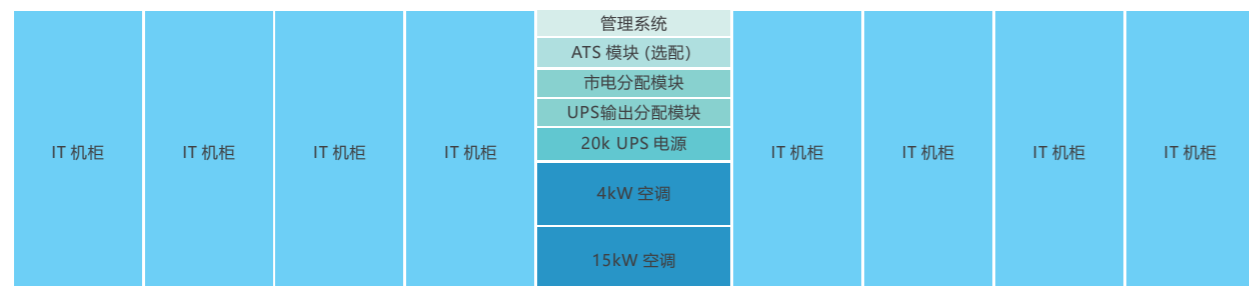 管理系统
ATS 模块 (选配)
市电分配模块
UPS输出分配模块
20k UPS 电源
4kW 空调
15kW 空调
IT 机柜
IT 机柜
IT 机柜
IT 机柜
IT 机柜
IT 机柜
IT 机柜
IT 机柜